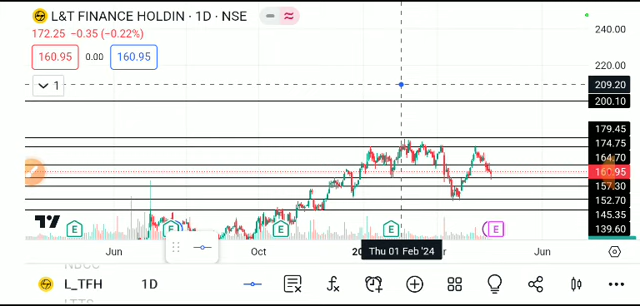 L&T FINANCE HOLDIN · 1D · NSE
172.25 −0.35 (−0.22%)
160.95 0.00 160.95
1
240.00
220.00
209.20
200.10
179.45
174.75
164.70
160.95
157.30
152.70
145.35
139.60
E E E E E
Jun Oct Thu 01 Feb '24 Jun
L_TFH 1D